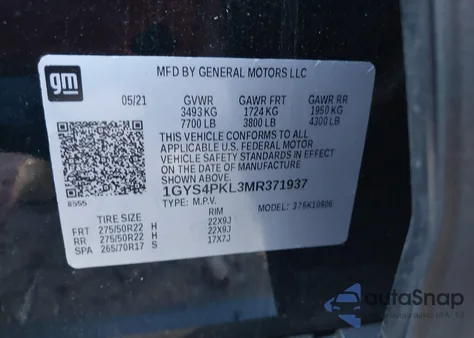 gm
MFD BY GENERAL MOTORS LLC
05/21 GVWR GAWR FRT GAWR RR
3493 KG 1724 KG 1950 KG
7700 LB 3800 LB 4300 LB
THIS VEHICLE CONFORMS TO ALL
APPLICABLE U.S. FEDERAL MOTOR
VEHICLE SAFETY STANDARDS IN EFFECT
ON THE DATE OF MANUFACTURE
SHOWN ABOVE.
1GYS4PKL3MR371937
8555
TYPE: M.P.V. MODEL:
TIRE SIZE RIM
FRT 275/50R22 H 22X9J
RR 275/50R22 H 22X9J
SPA 265/70R17 S 17X7J
autoSnap